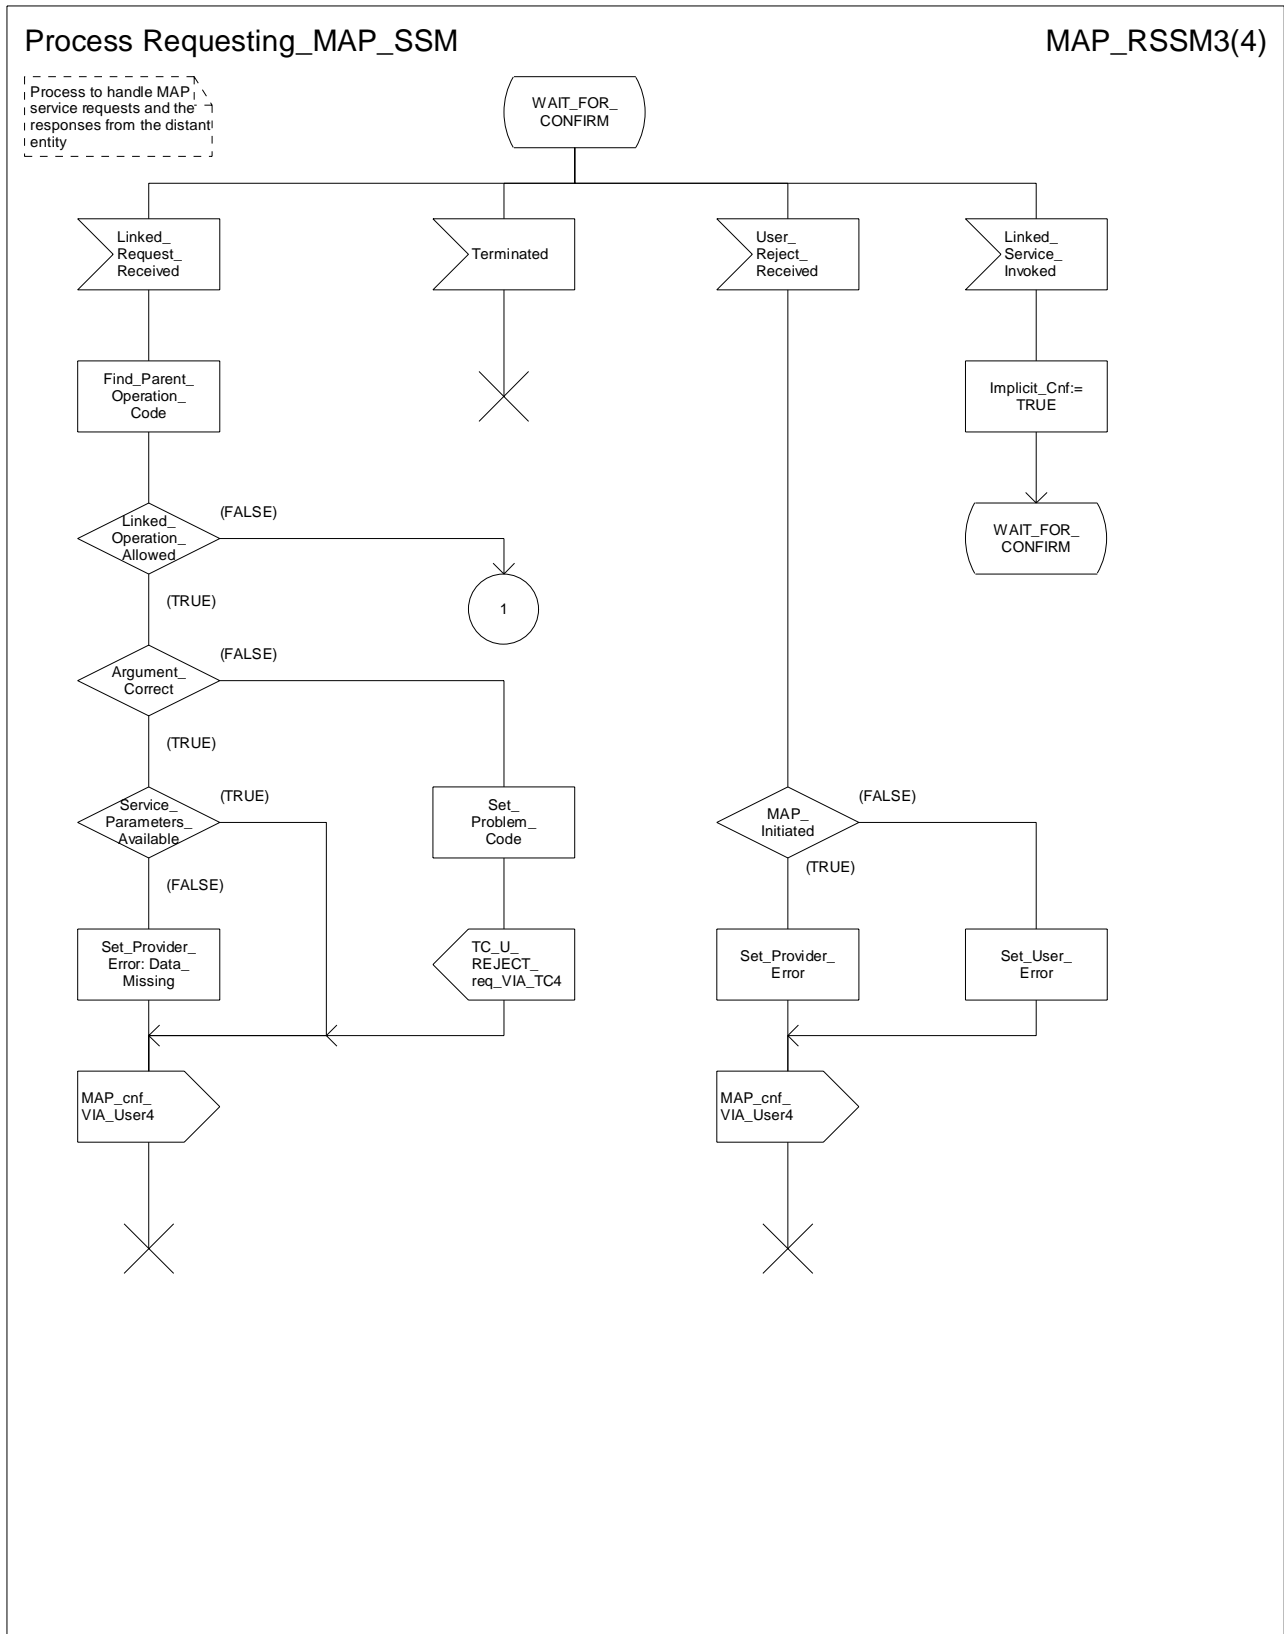 Process Requesting_MAP_SSM
MAP_RSSM3(4)
Process to handle MAP
service requests and the
responses from the distant
entity
WAIT_FOR_
CONFIRM
Linked_
Request_
Received
Terminated
User_
Reject_
Received
Linked_
Service_
Invoked
Find_Parent_
Operation_
Code
Implicit_Cnf:=
TRUE
Linked_
Operation_
Allowed
(FALSE)
WAIT_FOR_
CONFIRM
(TRUE)
1
Argument_
Correct
(FALSE)
(TRUE)
Service_
Parameters_
Available
(TRUE)
Set_
Problem_
Code
MAP_
Initiated
(FALSE)
(FALSE)
(TRUE)
Set_Provider_
Error: Data_
Missing
TC_U_
REJECT_
req_VIA_TC4
Set_Provider_
Error
Set_User_
Error
MAP_cnf_
VIA_User4
MAP_cnf_
VIA_User4